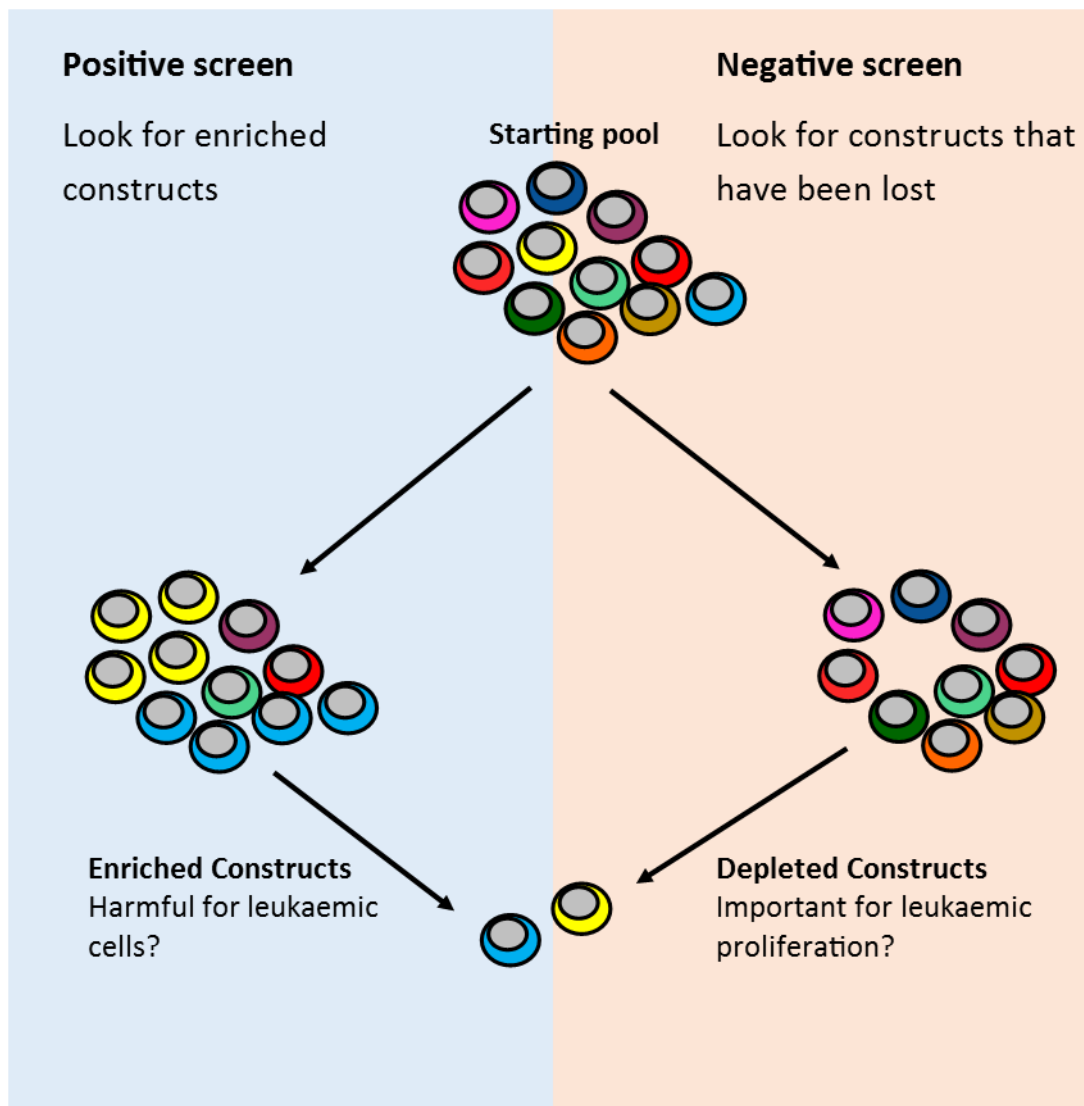 Positive screen
Look for enriched
constructs
Starting pool
Negative screen
Look for constructs that
have been lost
Enriched Constructs
Harmful for leukaemic
cells?
Depleted Constructs
Important for leukaemic
proliferation?